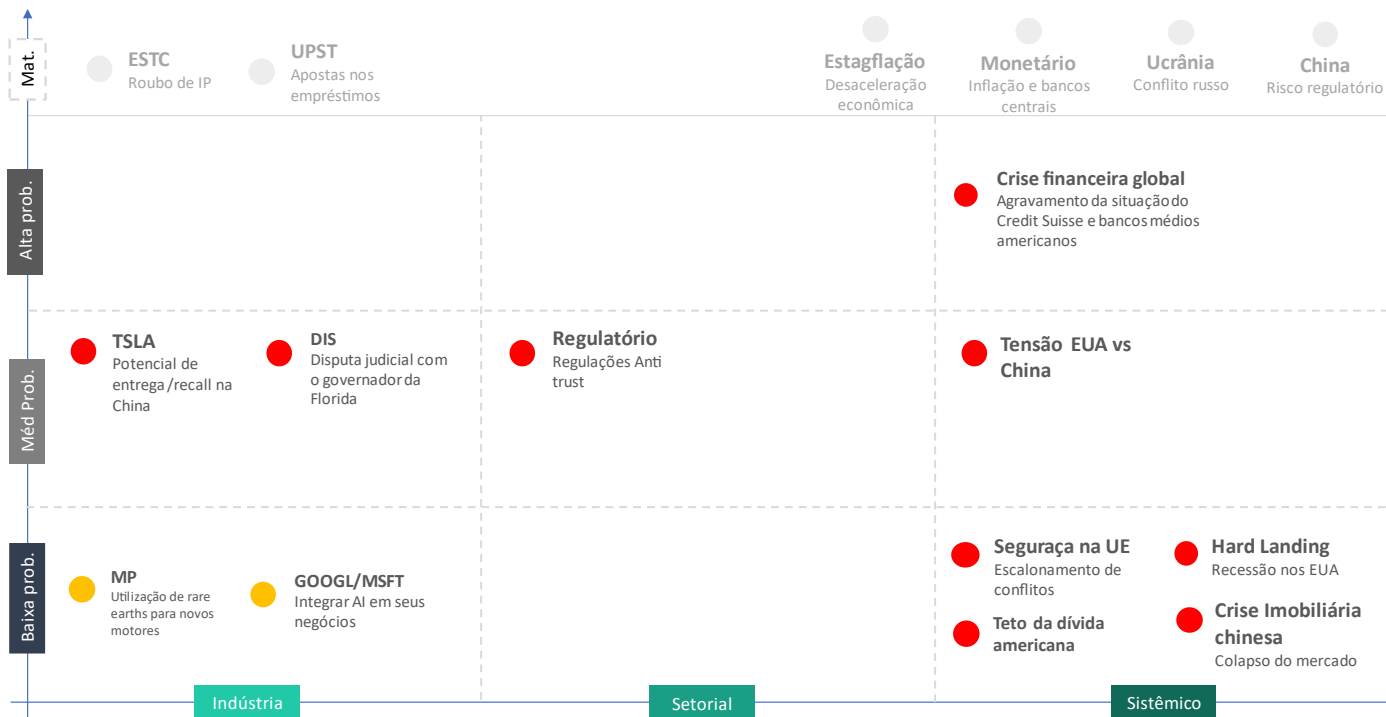 Mat.
ESTC
Roubo de IP
UPST
Apostas nos
empréstimos
Estagflação
Desaceleração
econômica
Monetário
Inflação e bancos
centrais
Ucrânia
Conflito russo
China
Risco regulatório
Alta prob.
Crise financeira global
Agravamento da situação do
Credit Suisse e bancos médios
americanos
Méd Prob.
TSLA
Potencial de
entrega/recall na
China
DIS
Disputa judicial com
o governador da
Florida
Regulatório
Regulações Anti
trust
Tensão EUA vs
China
Baixa prob.
MP
Utilização de rare
earths para novos
motores
GOOGL/MSFT
Integrar AI em seus
negócios
Seguraça na UE
Escalonamento de
conflitos
Teto da dívida
americana
Hard Landing
Recessão nos EUA
Crise Imobiliária
chinesa
Colapso do mercado
Indústria
Setorial
Sistêmico